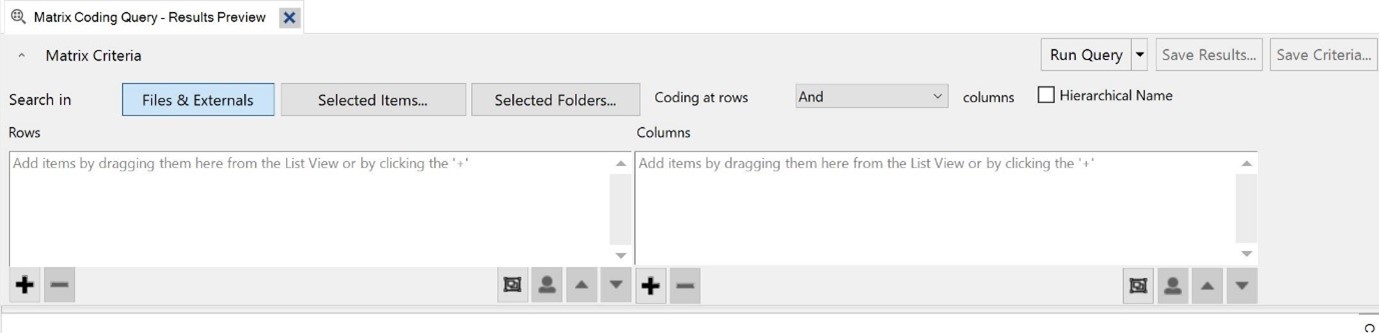 Matrix Coding Query - Results Preview
Matrix Criteria Run Query Save Results... Save Criteria...
Search in Files & Externals Selected Items... Selected Folders... Coding at rows And columns Hierarchical Name
Rows Columns
Add items by dragging them here from the List View or by clicking the '+' Add items by dragging them here from the List View or by clicking the '+'